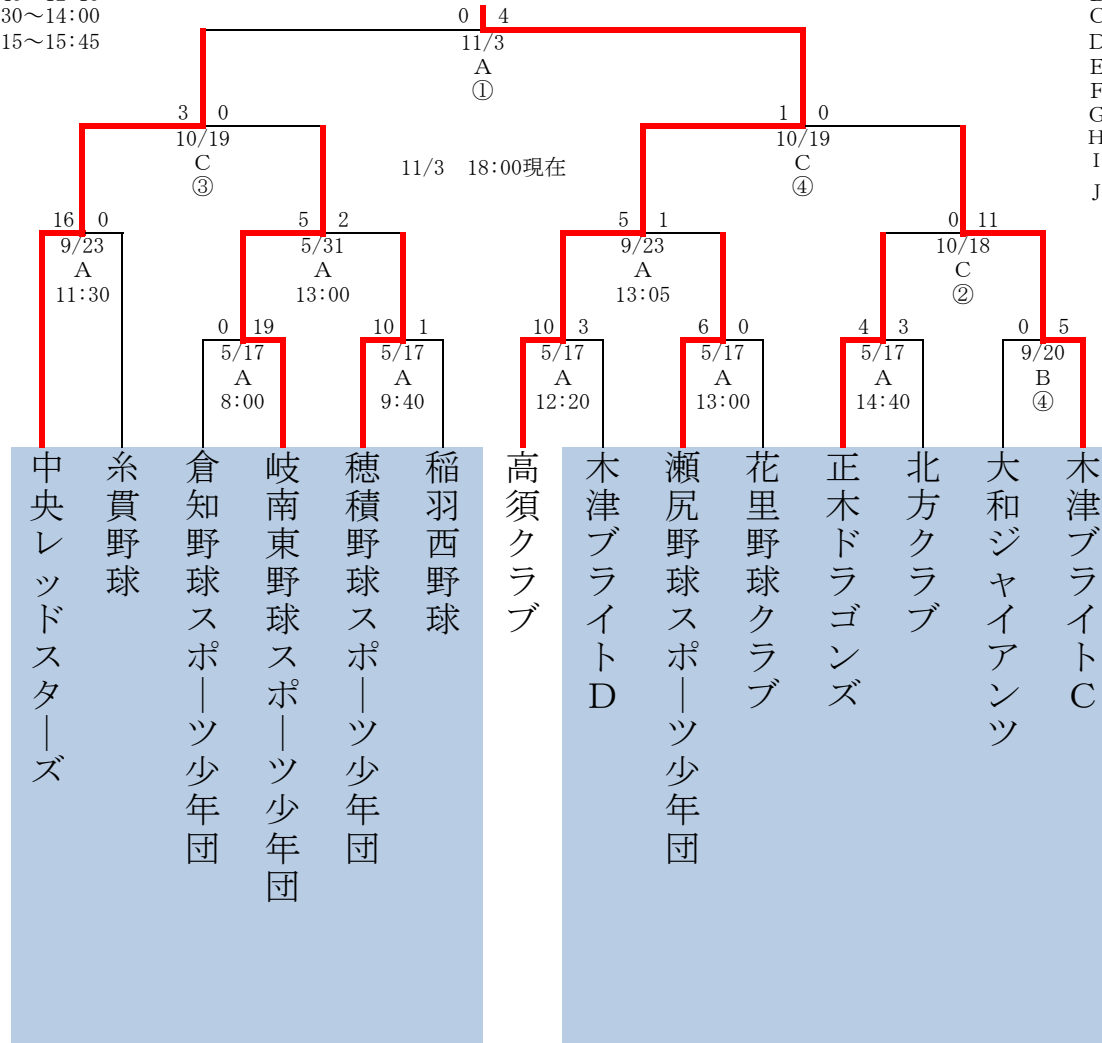 30～14:00
15～15:45
0 4
11/3
A
①
C
D
E
F
G
H
I
J
3 0
10/19
C
③
1 0
10/19
C
④
11/3 18:00現在
16 0
9/23
A
11:30
5 2
5/31
A
13:00
5 1
9/23
A
13:05
0 11
10/18
C
②
0 19
5/17
A
8:00
10 1
5/17
A
9:40
10 3
5/17
A
12:20
6 0
5/17
A
13:00
4 3
5/17
A
14:40
0 5
9/20
B
④
中央レッドスターズ
糸貫野球
倉知野球スポーツ少年団
岐南東野球スポーツ少年団
穂積野球スポーツ少年団
稲羽西野球
高須クラブ
木津ブライトD
瀬尻野球スポーツ少年団
花里野球クラブ
正木ドラゴンズ
北方クラブ
大和ジャイアンツ
木津ブライトC